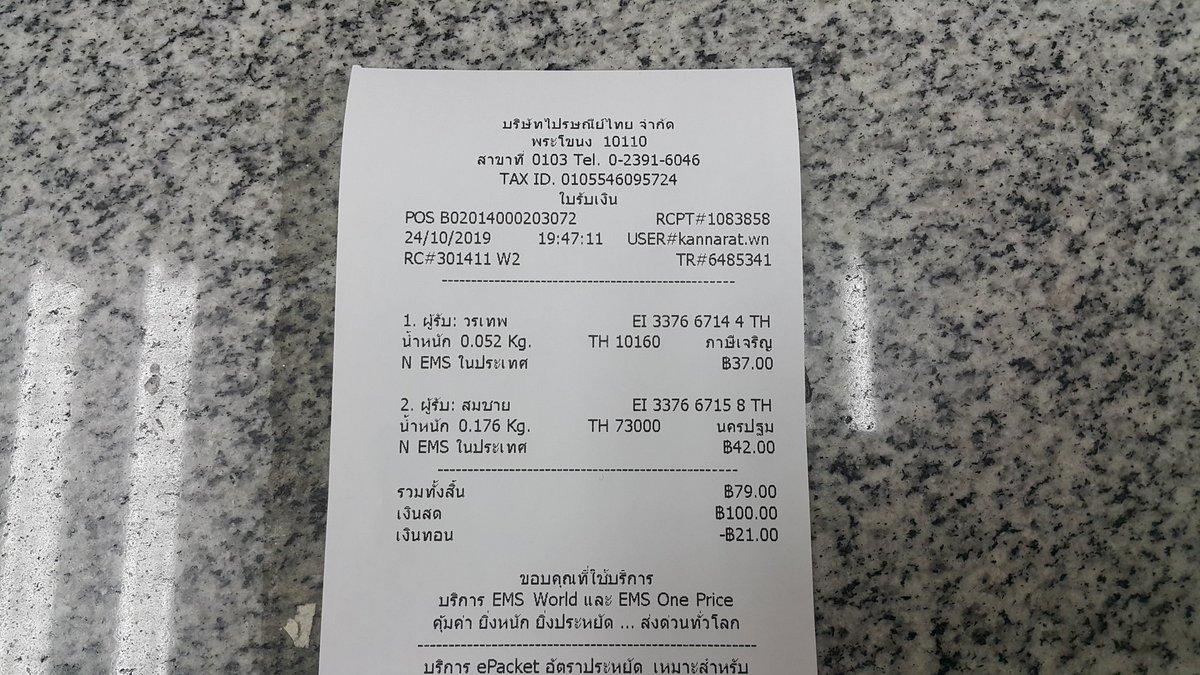 บริษัทไปรษณีย์ไทย จำกัด
พระโขนง 10110
สาขาที่ 0103 Tel. 0-2391-6046
TAX ID. 0105546095724
ใบรับเงิน
POS B02014000203072 RCPT#1083858
24/10/2019 19:47:11 USER#kannarat.wn
RC#301411 W2 TR#6485341
1. ผู้รับ: วรเทพ EI 3376 6714 4 TH
น้ำหนัก 0.052 Kg. TH 10160 ภาษีเจริญ
N EMS ในประเทศ ฿37.00
2. ผู้รับ: สมชาย EI 3376 6715 8 TH
น้ำหนัก 0.176 Kg. TH 73000 นครปฐม
N EMS ในประเทศ ฿42.00
รวมทั้งสิ้น ฿79.00
เงินสด ฿100.00
เงินทอน -฿21.00
ขอบคุณที่ใช้บริการ
บริการ EMS World และ EMS One Price
คุ้มค่า ยิ่งหนัก ยิ่งประหยัด ... ส่งด่วนทั่วโลก
บริการ ePacket อัตราประหยัด เหมาะสำหรับ